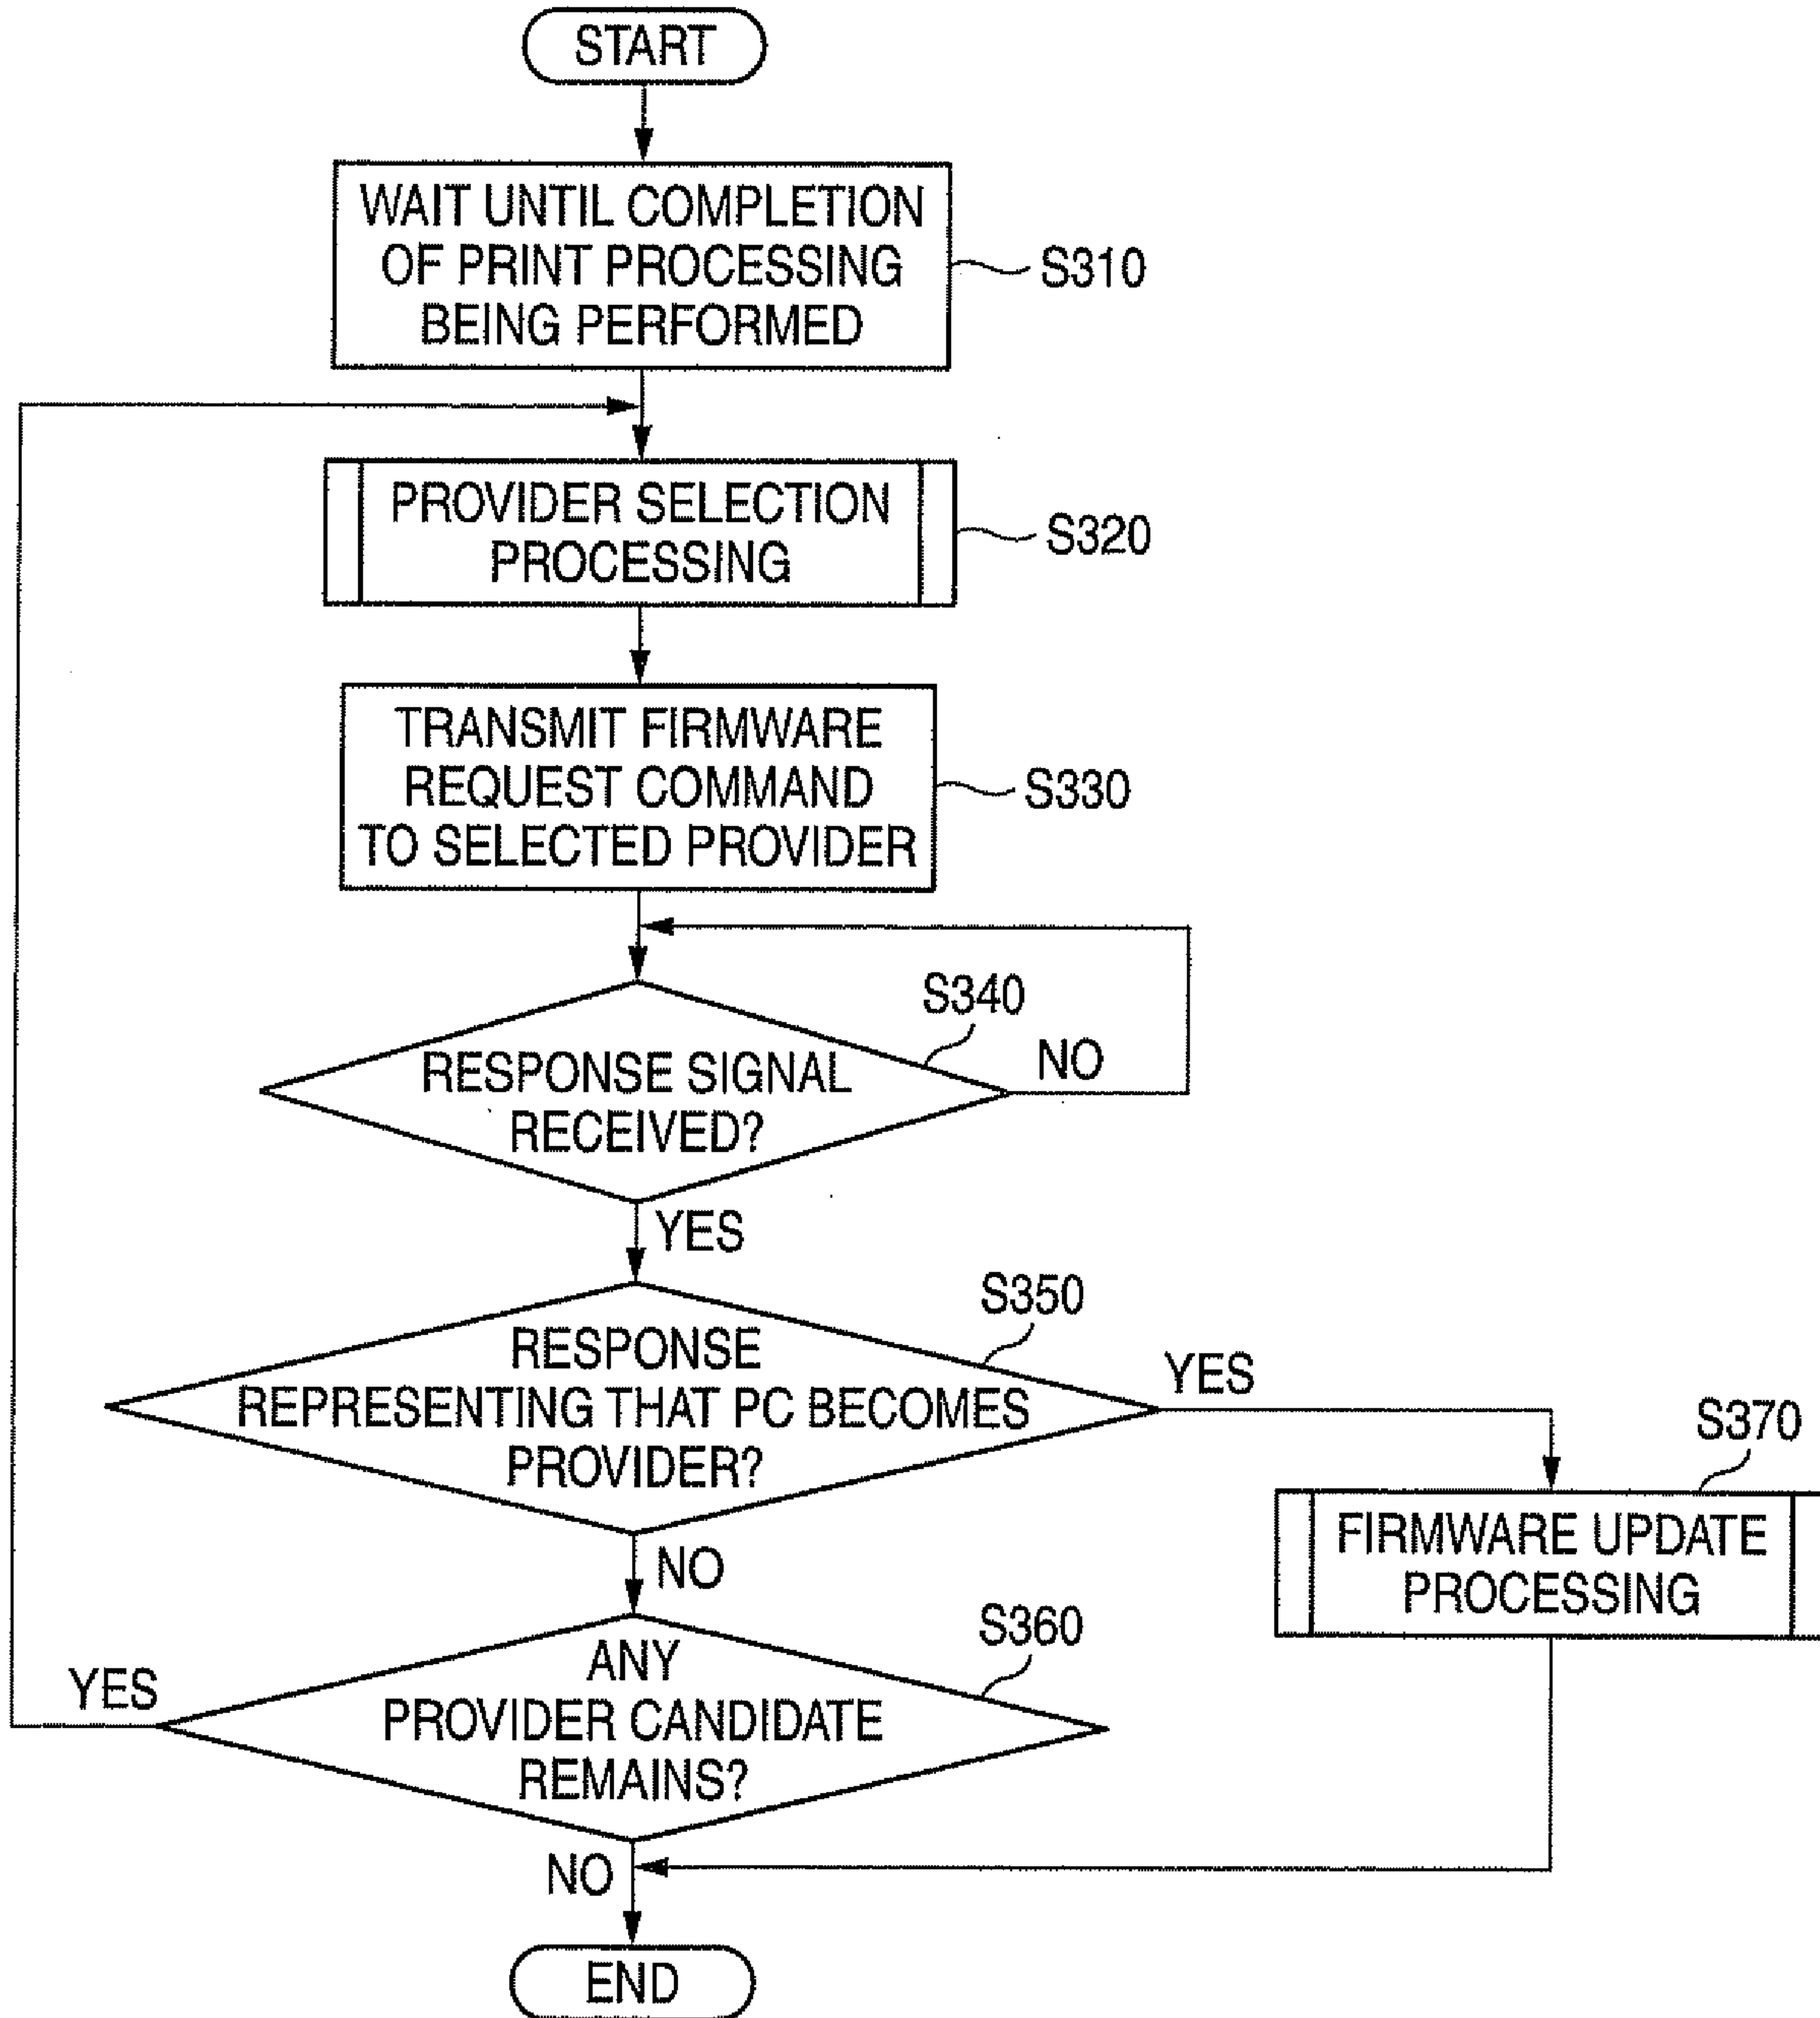 START
WAIT UNTIL COMPLETION
OF PRINT PROCESSING
BEING PERFORMED
S310
PROVIDER SELECTION
PROCESSING
S320
TRANSMIT FIRMWARE
REQUEST COMMAND
TO SELECTED PROVIDER
S330
S340
RESPONSE SIGNAL
RECEIVED?
NO
YES
S350
RESPONSE
REPRESENTING THAT PC BECOMES
PROVIDER?
YES
S370
FIRMWARE UPDATE
PROCESSING
NO
S360
ANY
PROVIDER CANDIDATE
REMAINS?
YES
NO
END